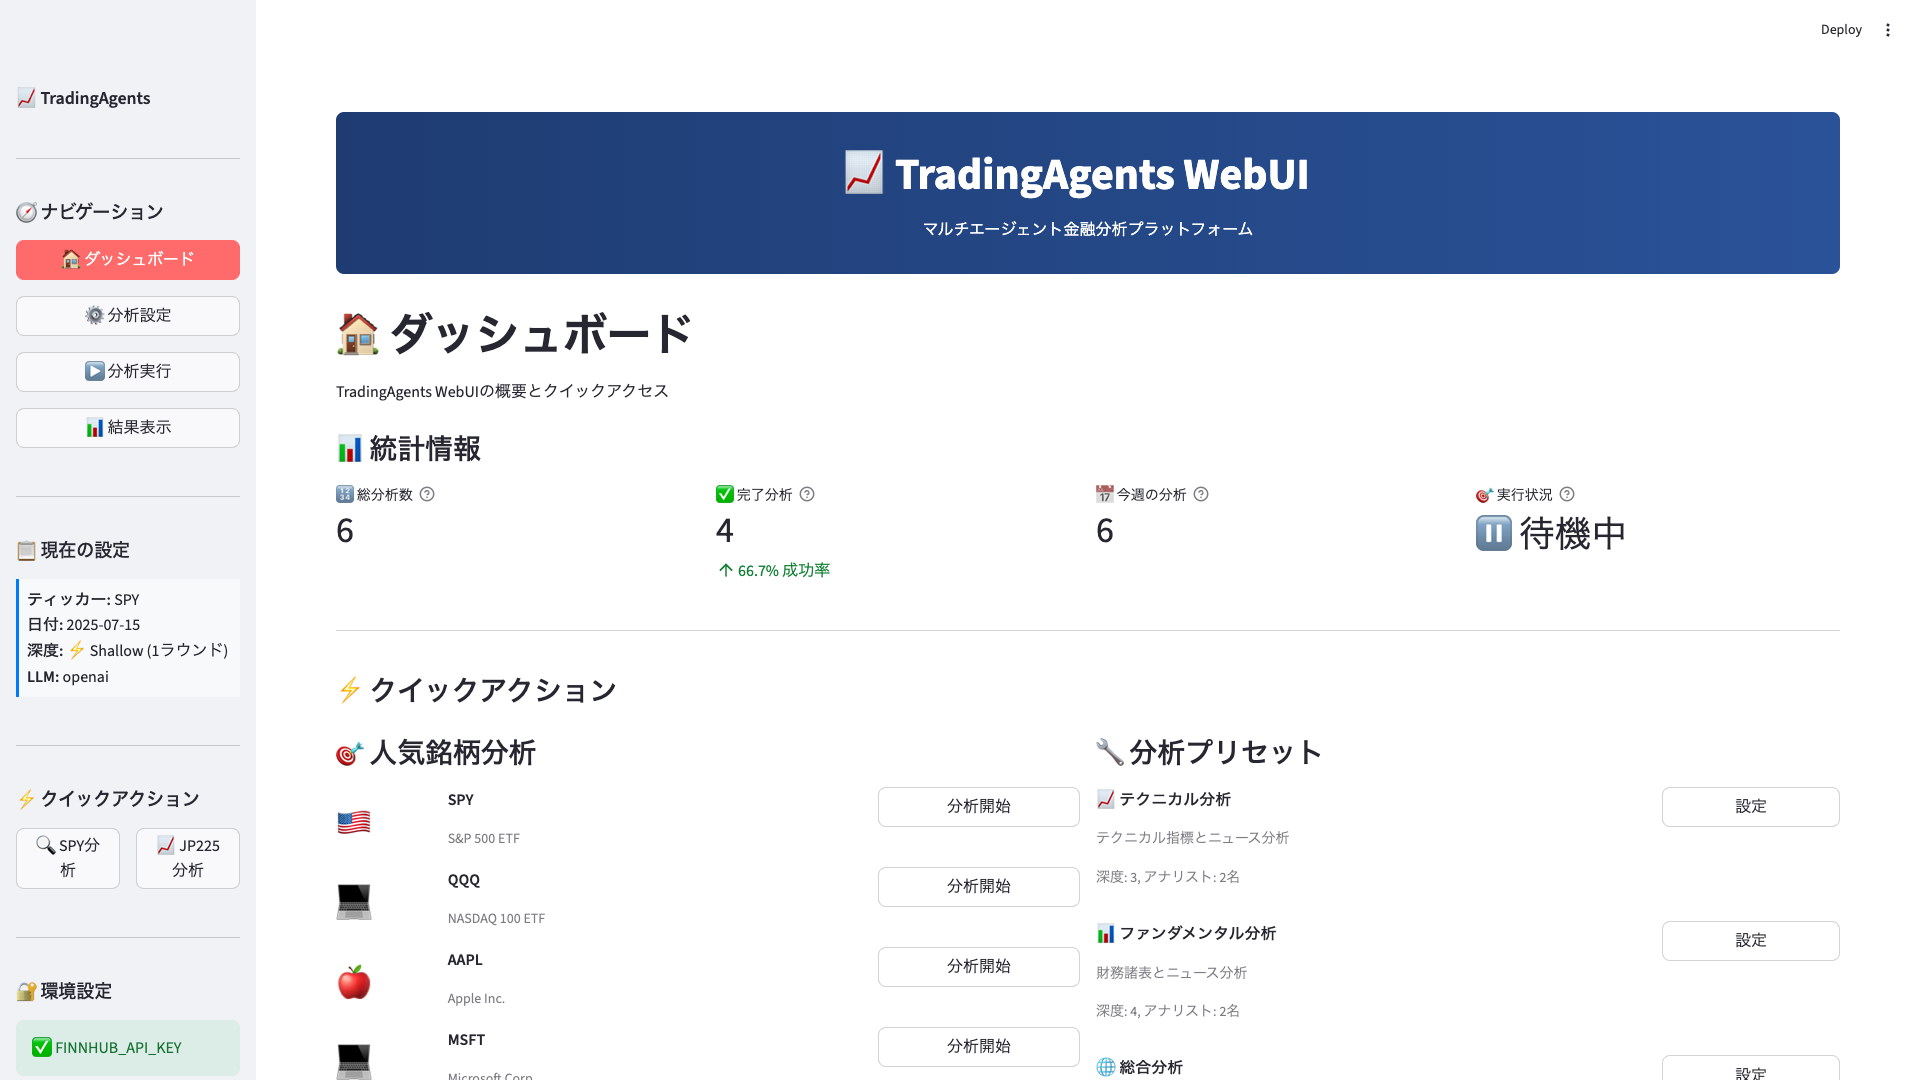 Deploy
📈 TradingAgents
🧭 ナビゲーション
🏠 ダッシュボード
⚙️ 分析設定
▶️ 分析実行
📊 結果表示
📋 現在の設定
ティッカー: SPY
日付: 2025-07-15
深度: ⚡ Shallow (1ラウンド)
LLM: openai
⚡ クイックアクション
🔍 SPY分
析
📈 JP225
分析
🔐 環境設定
✅ FINNHUB_API_KEY
📈 TradingAgents WebUI
マルチエージェント金融分析プラットフォーム
🏠 ダッシュボード
TradingAgents WebUIの概要とクイックアクセス
📊 統計情報
🔢 総分析数
6
✅ 完了分析
4
↑ 66.7% 成功率
📅 今週の分析
6
🎯 実行状況
⏸️ 待機中
⚡ クイックアクション
🎯 人気銘柄分析
SPY
S&P 500 ETF
分析開始
QQQ
NASDAQ 100 ETF
分析開始
AAPL
Apple Inc.
分析開始
MSFT
Microsoft Corp.
分析開始
🔧 分析プリセット
📈 テクニカル分析
テクニカル指標とニュース分析
深度: 3, アナリスト: 2名
設定
📊 ファンダメンタル分析
財務諸表とニュース分析
深度: 4, アナリスト: 2名
設定
🌐 総合分析
設定